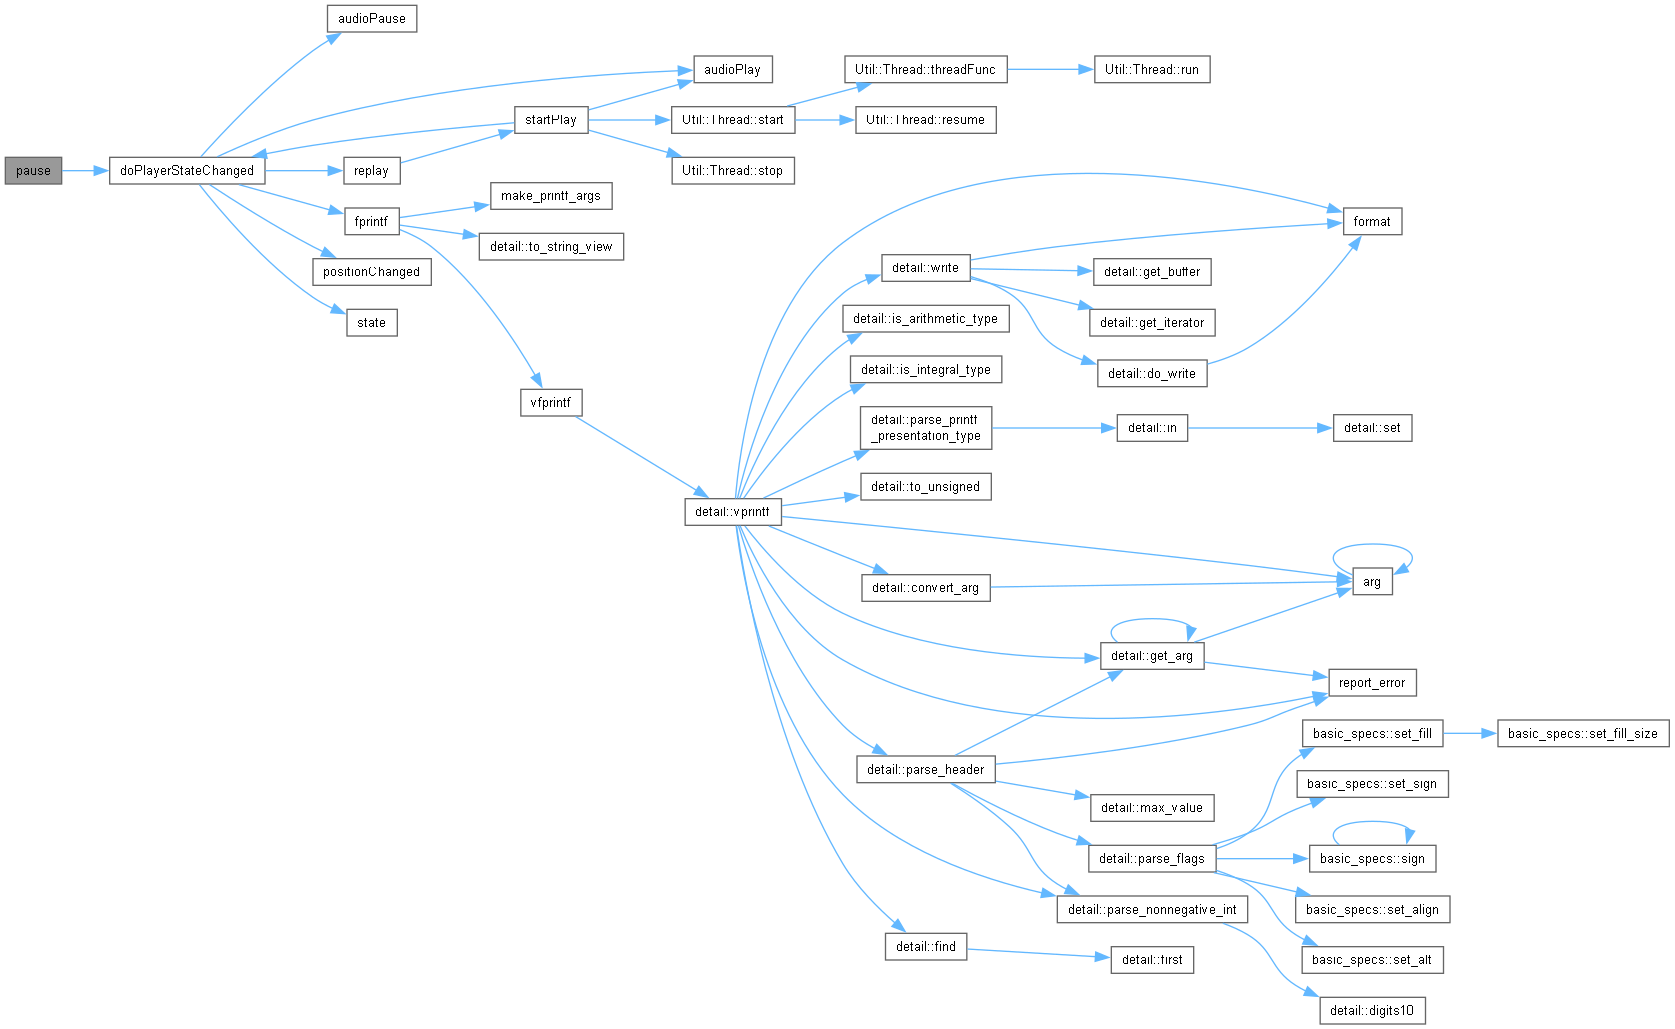 audioPause
audioPlay
Util::Thread::threadFunc
Util::Thread::run
startPlay
Util::Thread::start
Util::Thread::resume
pause
doPlayerStateChanged
replay
Util::Thread::stop
make_printf_args
fprintf
format
detail::to_string_view
positionChanged
detail::write
detail::get_buffer
state
detail::is_arithmetic_type
detail::get_iterator
detail::is_integral_type
detail::do_write
vfprintf
detail::parse_printf
_presentation_type
detail::in
detail::set
detail::to_unsigned
detail::vprintf
detail::convert_arg
arg
detail::get_arg
report_error
basic_specs::set_fill
basic_specs::set_fill_size
detail::parse_header
basic_specs::set_sign
detail::max_value
detail::parse_flags
basic_specs::sign
detail::parse_nonnegative_int
basic_specs::set_align
detail::find
detail::first
basic_specs::set_alt
detail::digits10